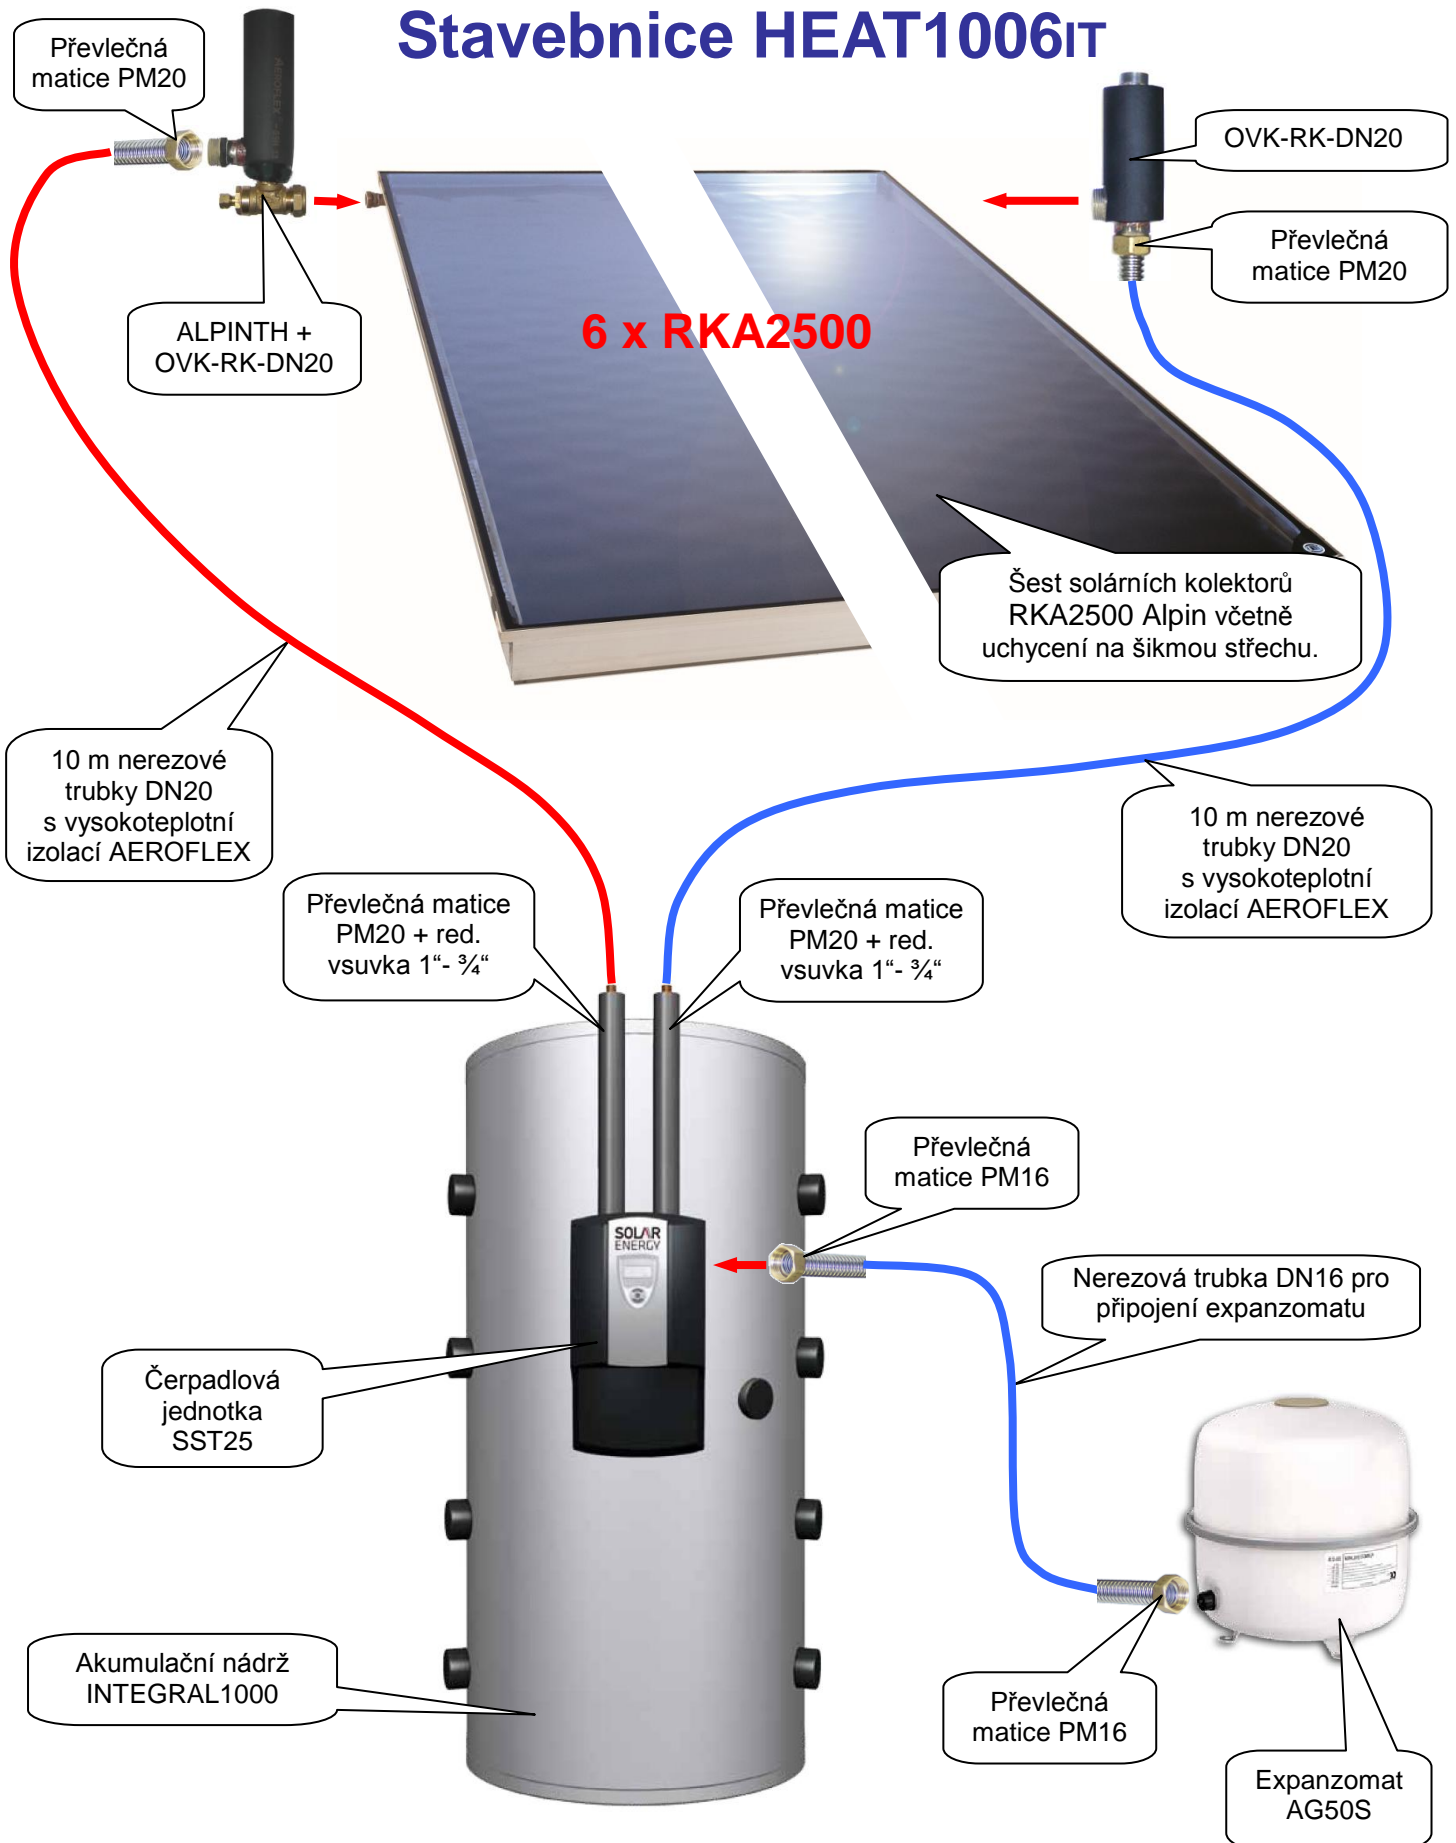 Stavebnice HEAT1006IT
Převlečná
matice PM20
AEROFLEX
OVK-RK-DN20
Převlečná
matice PM20
ALPINTH +
OVK-RK-DN20
6 x RKA2500
Šest solárních kolektorů
RKA2500 Alpin včetně
uchycení na šikmou střechu.
10 m nerezové
trubky DN20
s vysokoteplotní
izolací AEROFLEX
10 m nerezové
trubky DN20
s vysokoteplotní
izolací AEROFLEX
Převlečná matice
PM20 + red.
vsuvka 1“- ¾“
Převlečná matice
PM20 + red.
vsuvka 1“- ¾“
Převlečná
matice PM16
SOLAR
ENERGY
Nerezová trubka DN16 pro
připojení expanzomatu
Čerpadlová
jednotka
SST25
Akumulační nádrž
INTEGRAL1000
Převlečná
matice PM16
Expanzomat
AG50S